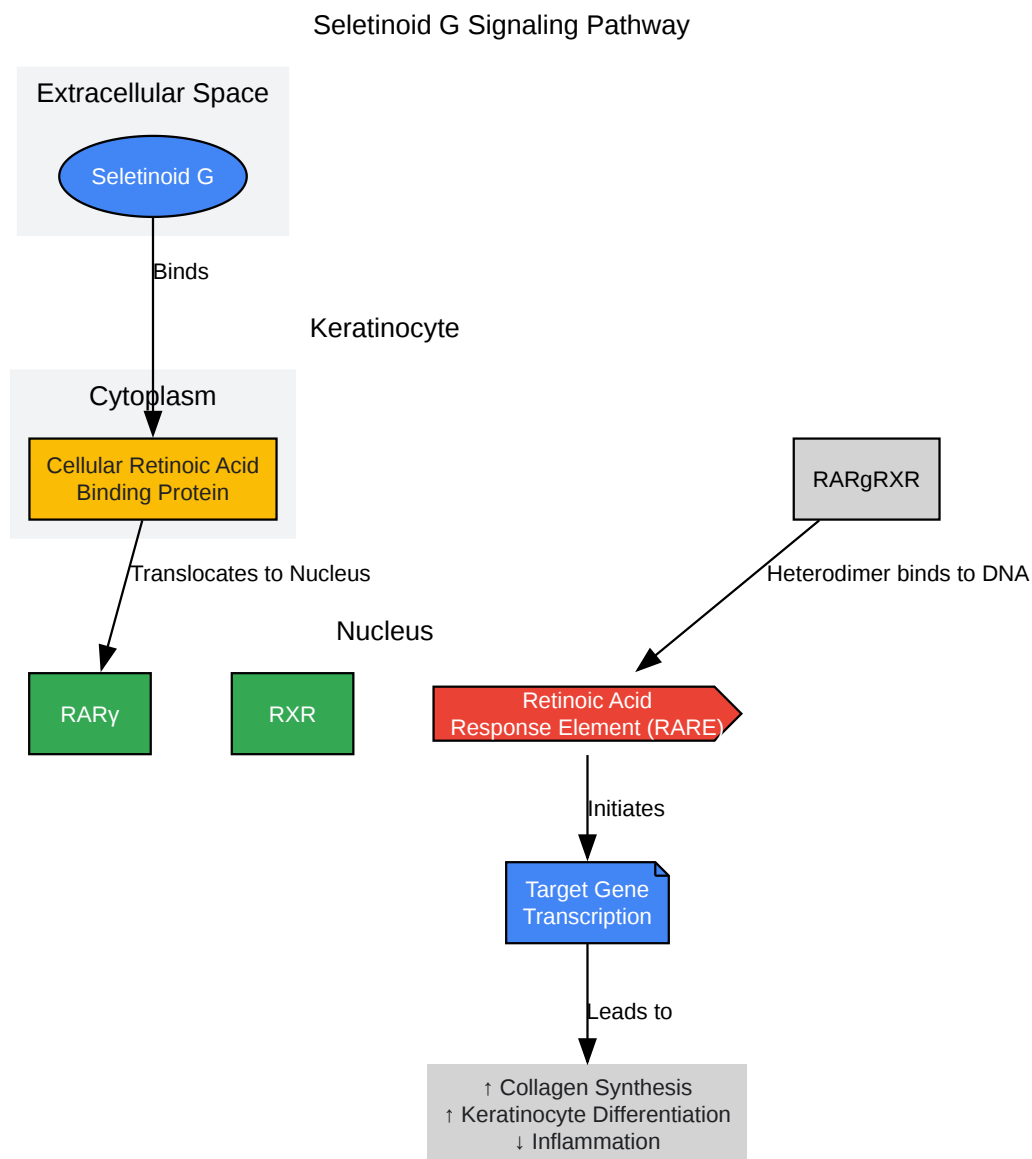 Seletinoid G Signaling Pathway
Extracellular Space
Seletinoid G
Binds
Keratinocyte
Cytoplasm
Cellular Retinoic Acid
Binding Protein
RARgRXR
Translocates to Nucleus
Heterodimer binds to DNA
Nucleus
RARγ
RXR
Retinoic Acid
Response Element (RARE)
Initiates
Target Gene
Transcription
Leads to
↑ Collagen Synthesis
↑ Keratinocyte Differentiation
↓ Inflammation